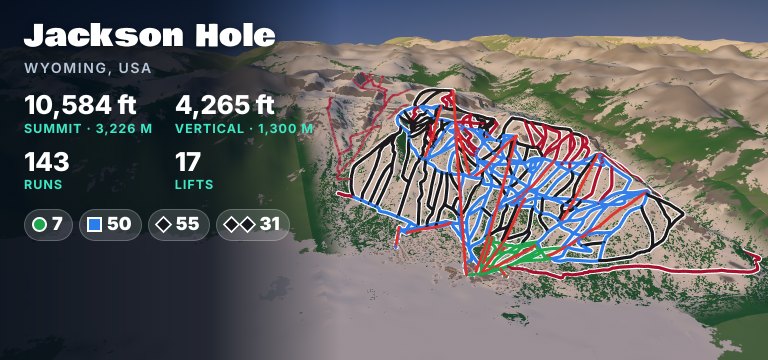 Jackson Hole
WYOMING, USA
10,584 ft 4,265 ft
SUMMIT · 3,226 M VERTICAL · 1,300 M
143 17
RUNS LIFTS
7 50 55 31